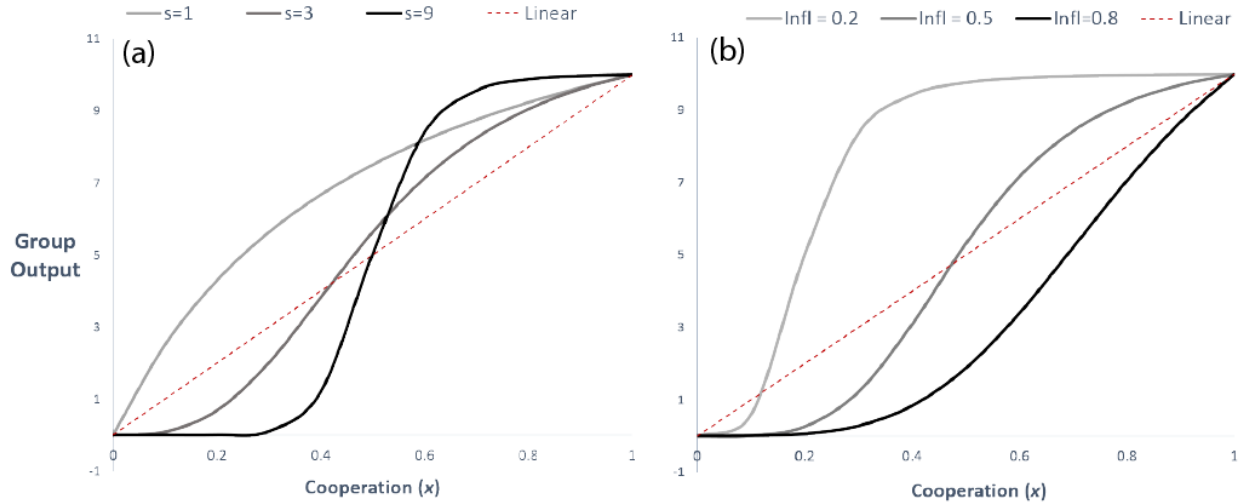 s=1 s=3 s=9 Linear
(a)
11
9
7
5
3
1
-1
Group
Output
0 0.2 0.4 0.6 0.8 1
Cooperation (x)
Infl = 0.2 Infl = 0.5 Infl=0.8 Linear
(b)
11
9
7
5
3
1
-1
0 0.2 0.4 0.6 0.8 1
Cooperation (x)